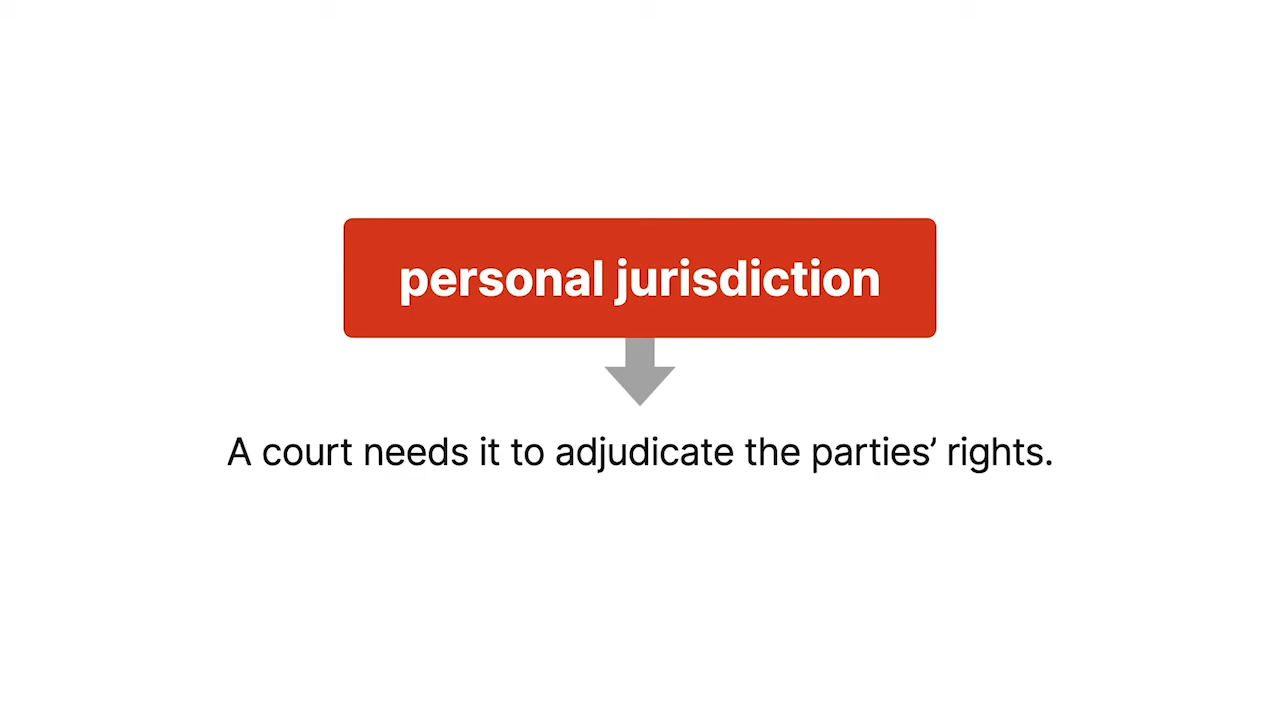 personal jurisdiction
A court needs it to adjudicate the parties’ rights.